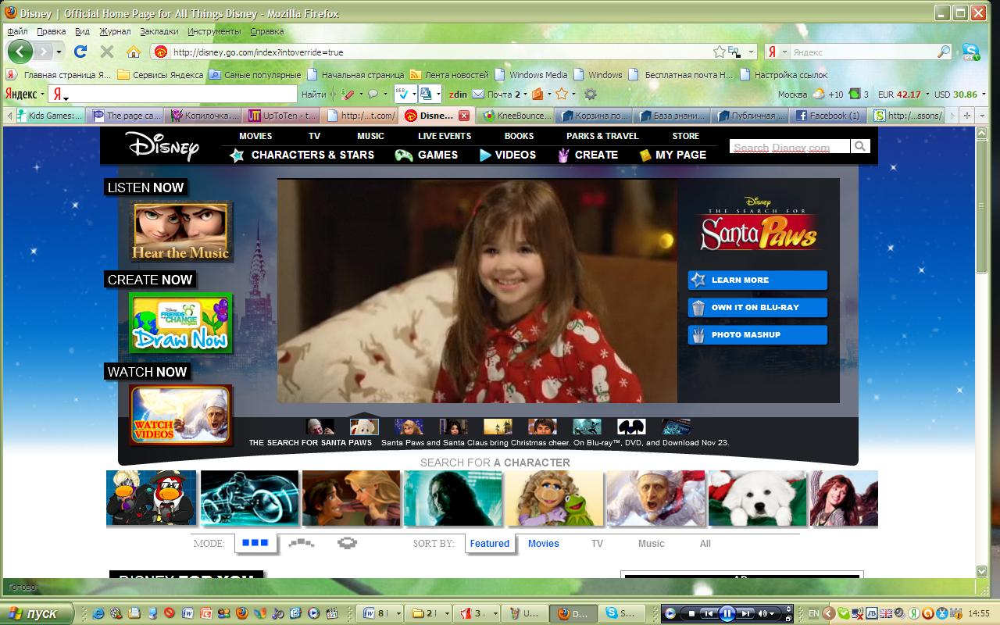 Disney | Official Home Page for All Things Disney - Mozilla Firefox
Файл Правка Вид Журнал Закладки Инструменты Справка
http://disney.go.com/index?intoverride=true
En
Яндекс
Главная страница Я... Сервисы Яндекса Самые популярные Начальная страница Лента новостей Windows Media Windows Бесплатная почта Н... Настройка ссылок
Яндекс Я Найти zdin Почта 2 Москва +10 3 EUR 42.17 USD 30.86
Kids Games:... The page ca... Копилочка.... UpToTen - t... http:/...t.com/ Disne... KneeBounce... Корзина по... База знани... Публичная ... Facebook (1) http:/...ssons/
Disney
MOVIES TV MUSIC LIVE EVENTS BOOKS PARKS & TRAVEL STORE
CHARACTERS & STARS GAMES VIDEOS CREATE MY PAGE
Search Disney.com
LISTEN NOW
Hear the Music
CREATE NOW
Disney
FRIENDS for CHANGE
Draw Now
WATCH NOW
WATCH VIDEOS
Disney
THE SEARCH FOR
Santa Paws
LEARN MORE
OWN IT ON BLU-RAY
PHOTO MASHUP
THE SEARCH FOR SANTA PAWS Santa Paws and Santa Claus bring Christmas cheer. On Blu-ray™, DVD, and Download Nov 23.
SEARCH FOR A CHARACTER
MODE: SORT BY: Featured Movies TV Music All
DISNEY FOR YOU
AD
Готово
пуск 8 2 3 U... D... S... EN 14:55